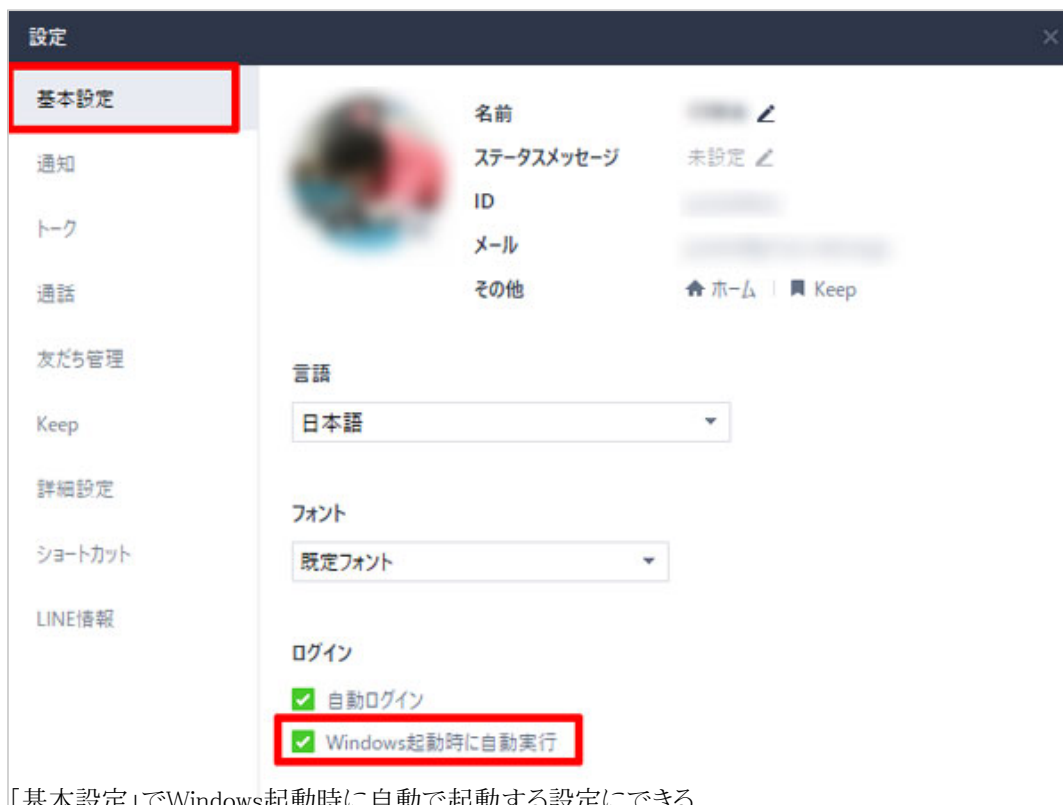 設定
基本設定
通知
トーク
通話
友だち管理
Keep
詳細設定
ショートカット
LINE情報
名前
ステータスメッセージ 未設定
ID
メール
その他 ホーム Keep
言語
日本語
フォント
既定フォント
ログイン
自動ログイン
Windows起動時に自動実行
「基本設定」でWindows起動時に自動で起動する設定にできる